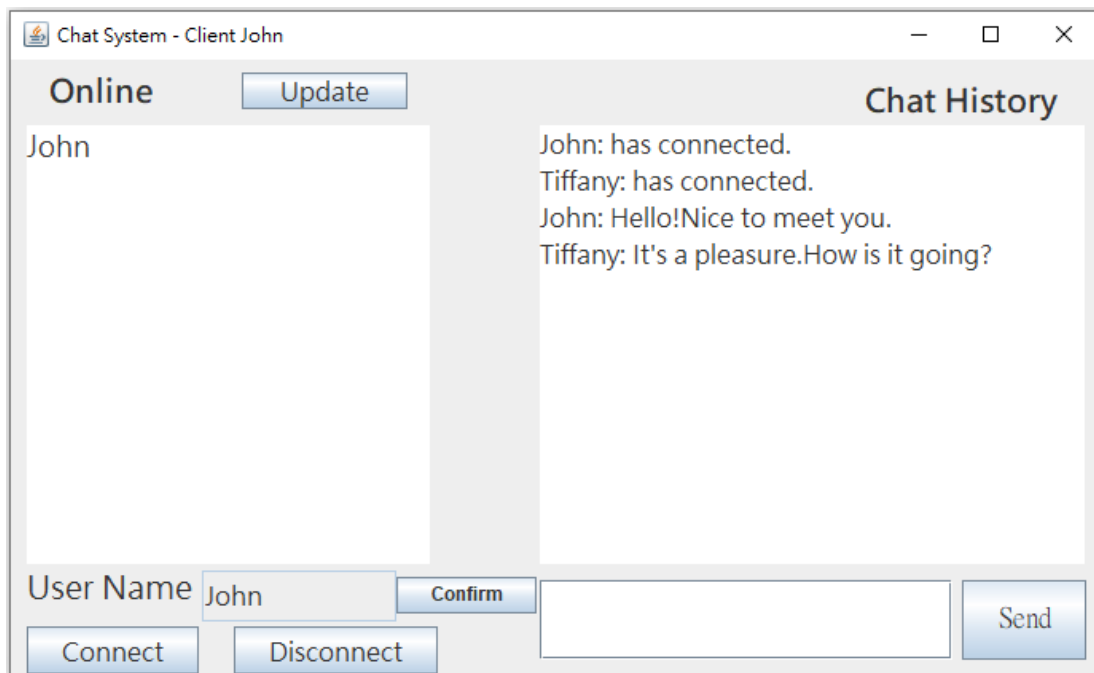 Chat System - Client John
Online
Update
Chat History
John
John: has connected.
Tiffany: has connected.
John: Hello!Nice to meet you.
Tiffany: It's a pleasure.How is it going?
User Name
John
Confirm
Send
Connect
Disconnect